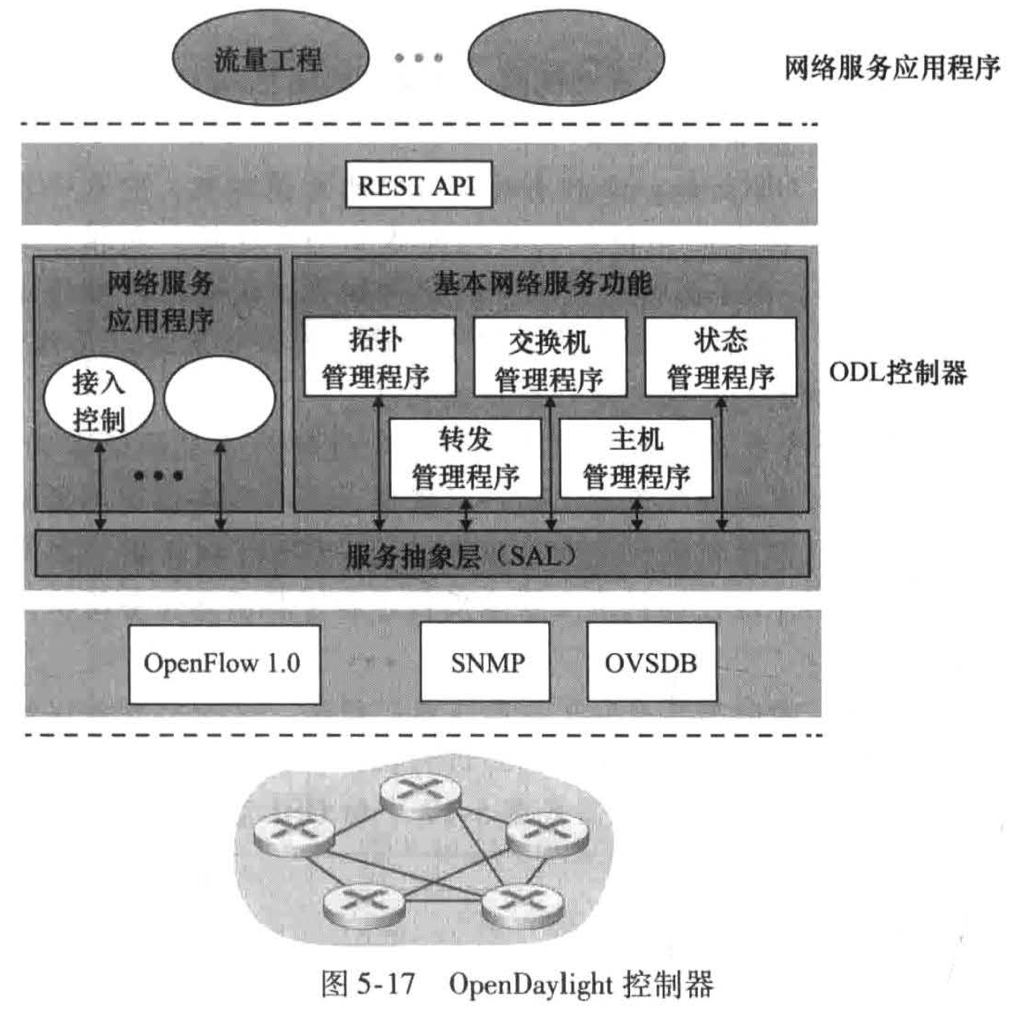 流量工程
网络服务应用程序
REST API
网络服务
应用程序
基本网络服务功能
拓扑
管理程序
交换机
管理程序
状态
管理程序
ODL控制器
接入
控制
转发
管理程序
主机
管理程序
服务抽象层（SAL）
OpenFlow 1.0
SNMP
OVSDB
图 5-17 OpenDaylight 控制器